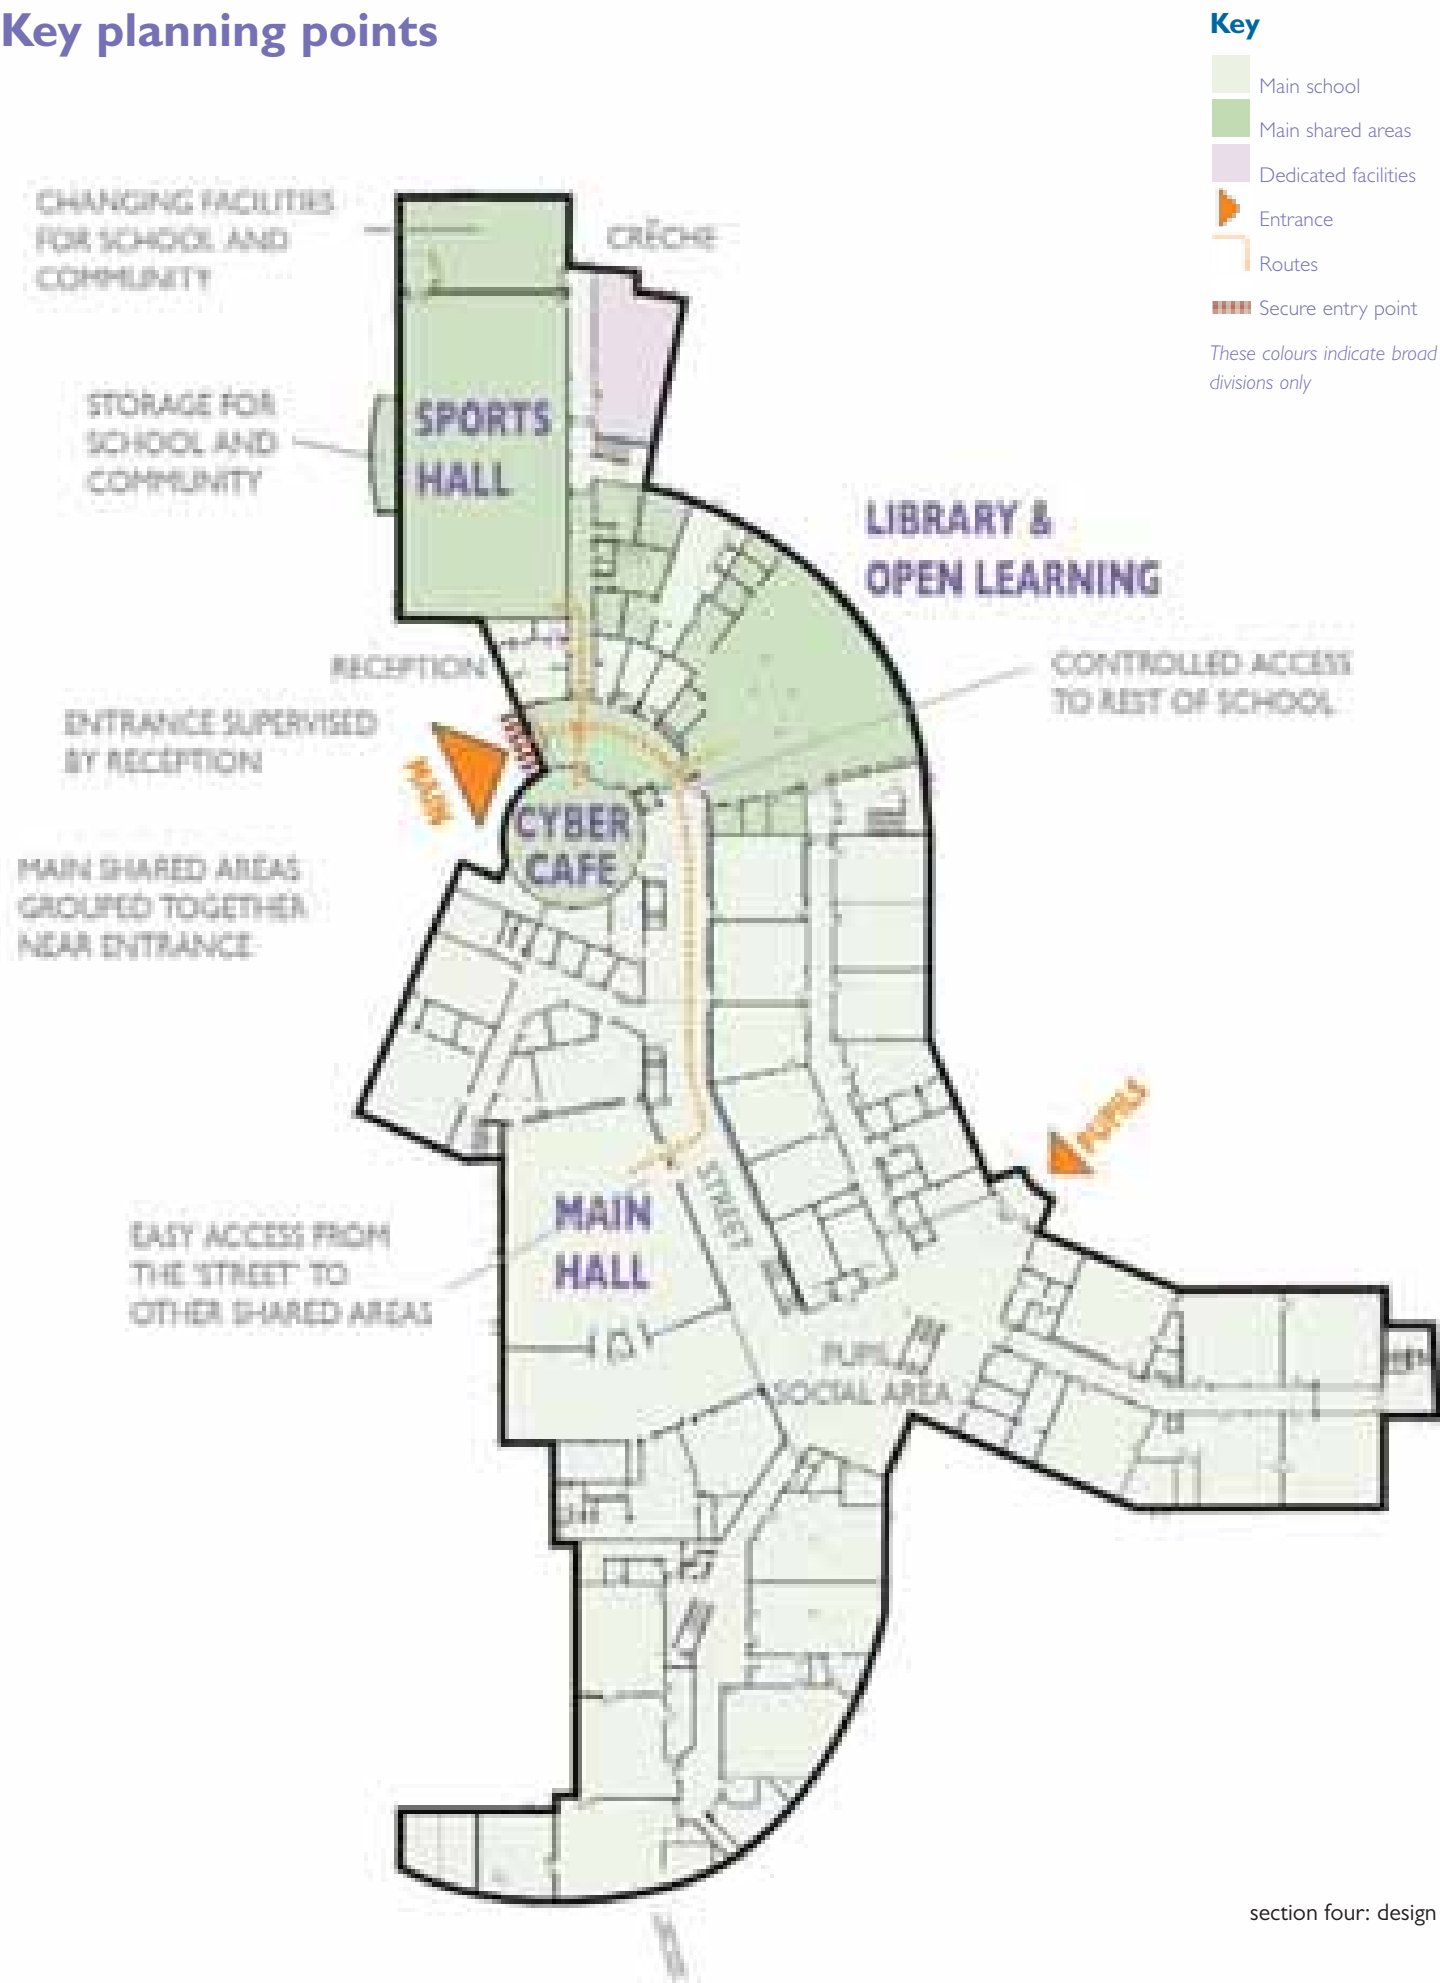 Key planning points
Key
Main school
Main shared areas
Dedicated facilities
Entrance
Routes
Secure entry point
These colours indicate broad
divisions only
CHANGING FACILITIES
FOR SCHOOL AND
COMMUNITY
CRÈCHE
STORAGE FOR
SCHOOL AND
COMMUNITY
SPORTS
HALL
LIBRARY &
OPEN LEARNING
RECEPTION
CONTROLLED ACCESS
TO REST OF SCHOOL
ENTRANCE SUPERVISED
BY RECEPTION
MAIN
CYBER
CAFE
MAIN SHARED AREAS
GROUPED TOGETHER
NEAR ENTRANCE
PUPILS
STREET
MAIN
HALL
EASY ACCESS FROM
THE 'STREET' TO
OTHER SHARED AREAS
PUPIL
SOCIAL AREA
section four: design